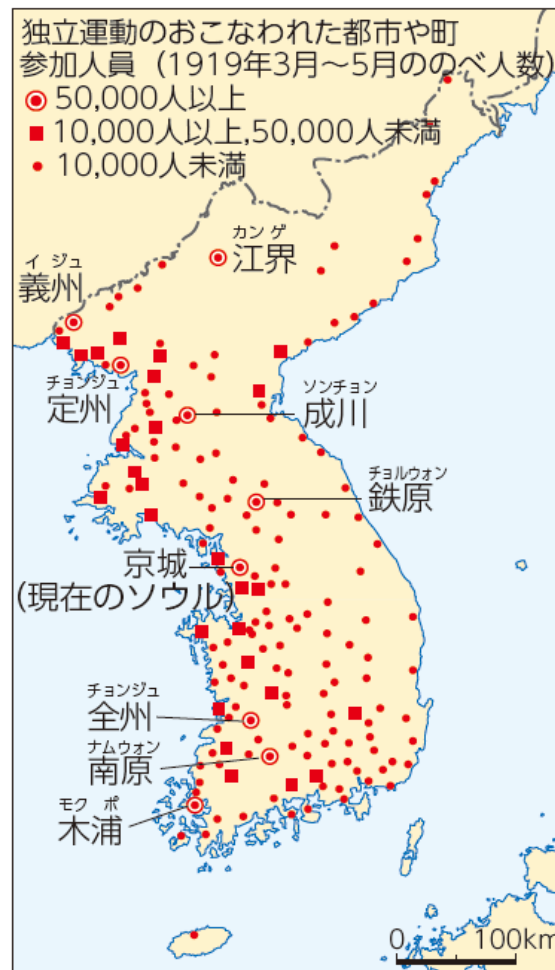 独立運動のおこなわれた都市や町
参加人員（1919年3月～5月ののべ人数）
50,000人以上
10,000人以上,50,000人未満
10,000人未満
カンゲ
江界
イジュ
義州
チョンジュ
定州
ソンチョン
成川
チョルウォン
鉄原
京城
(現在のソウル)
チョンジュ
全州
ナムウォン
南原
モクポ
木浦
0 100km